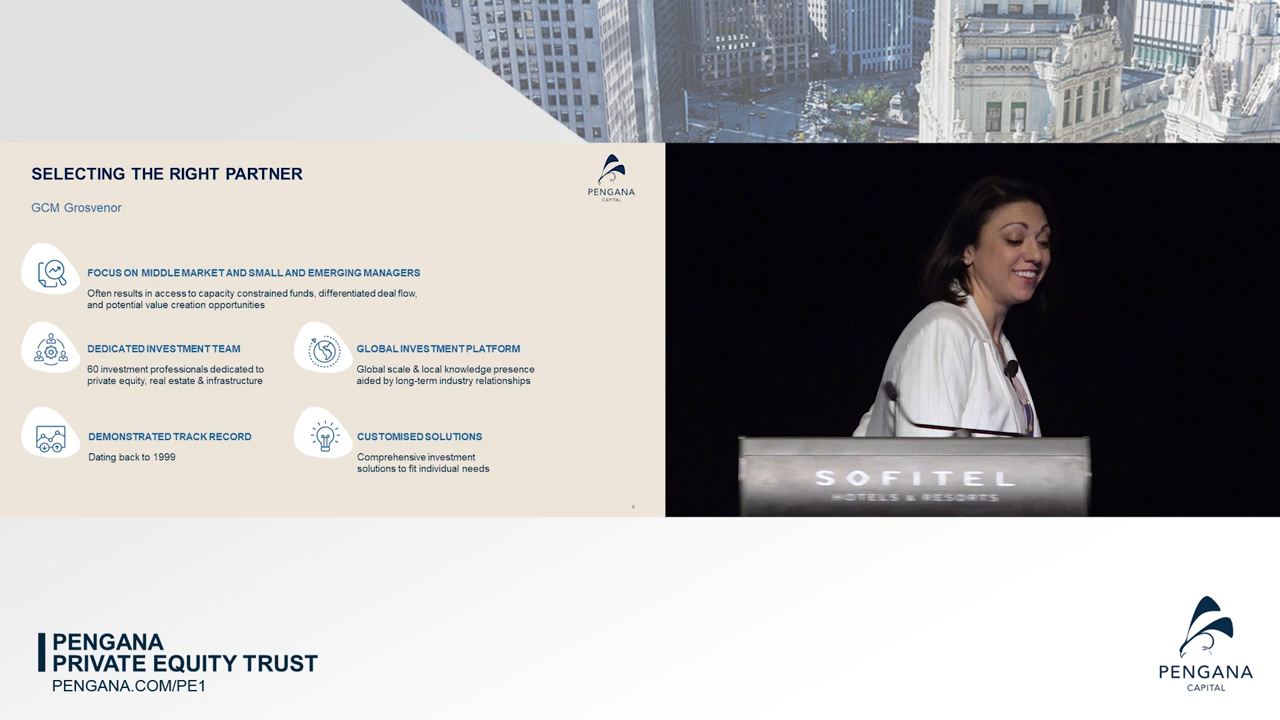 SELECTING THE RIGHT PARTNER
PENGANA
CAPITAL
GCM Grosvenor
FOCUS ON MIDDLE MARKET AND SMALL AND EMERGING MANAGERS
Often results in access to capacity constrained funds, differentiated deal flow,
and potential value creation opportunities
DEDICATED INVESTMENT TEAM
60 investment professionals dedicated to
private equity, real estate & infrastructure
GLOBAL INVESTMENT PLATFORM
Global scale & local knowledge presence
aided by long-term industry relationships
DEMONSTRATED TRACK RECORD
Dating back to 1999
CUSTOMISED SOLUTIONS
Comprehensive investment
solutions to fit individual needs
SOFITEL
HOTELS & RESORTS
PENGANA
PRIVATE EQUITY TRUST
PENGANA.COM/PE1
PENGANA
CAPITAL